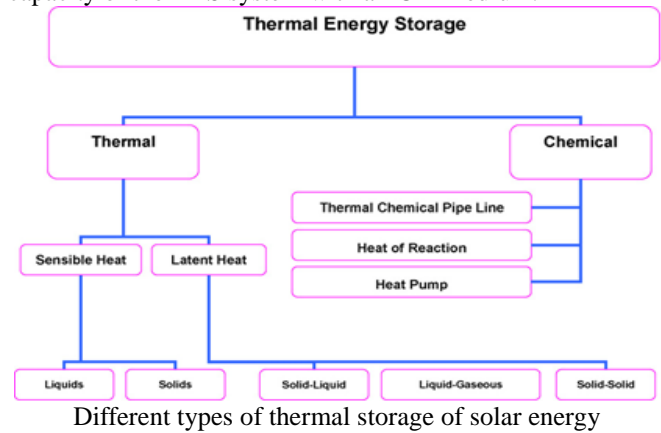 Thermal Energy Storage
Thermal
Chemical
Thermal Chemical Pipe Line
Heat of Reaction
Heat Pump
Sensible Heat
Latent Heat
Liquids
Solids
Solid-Liquid
Liquid-Gaseous
Solid-Solid
Different types of thermal storage of solar energy